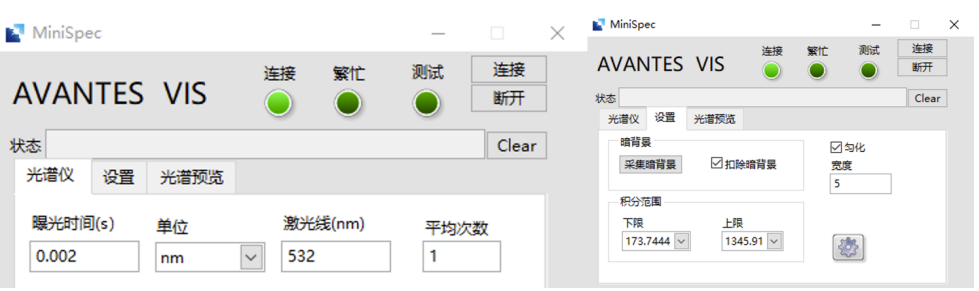 MiniSpec
AVANTES VIS
连接 繁忙 测试
连接
断开
状态 Clear
光谱仪 设置 光谱预览
曝光时间(s) 单位 激光线(nm) 平均次数
0.002 nm 532 1
MiniSpec
AVANTES VIS
连接 繁忙 测试
连接
断开
状态 Clear
光谱仪 设置 光谱预览
暗背景
采集暗背景 扣除暗背景
匀化
宽度
5
积分范围
下限 上限
173.7444 1345.91